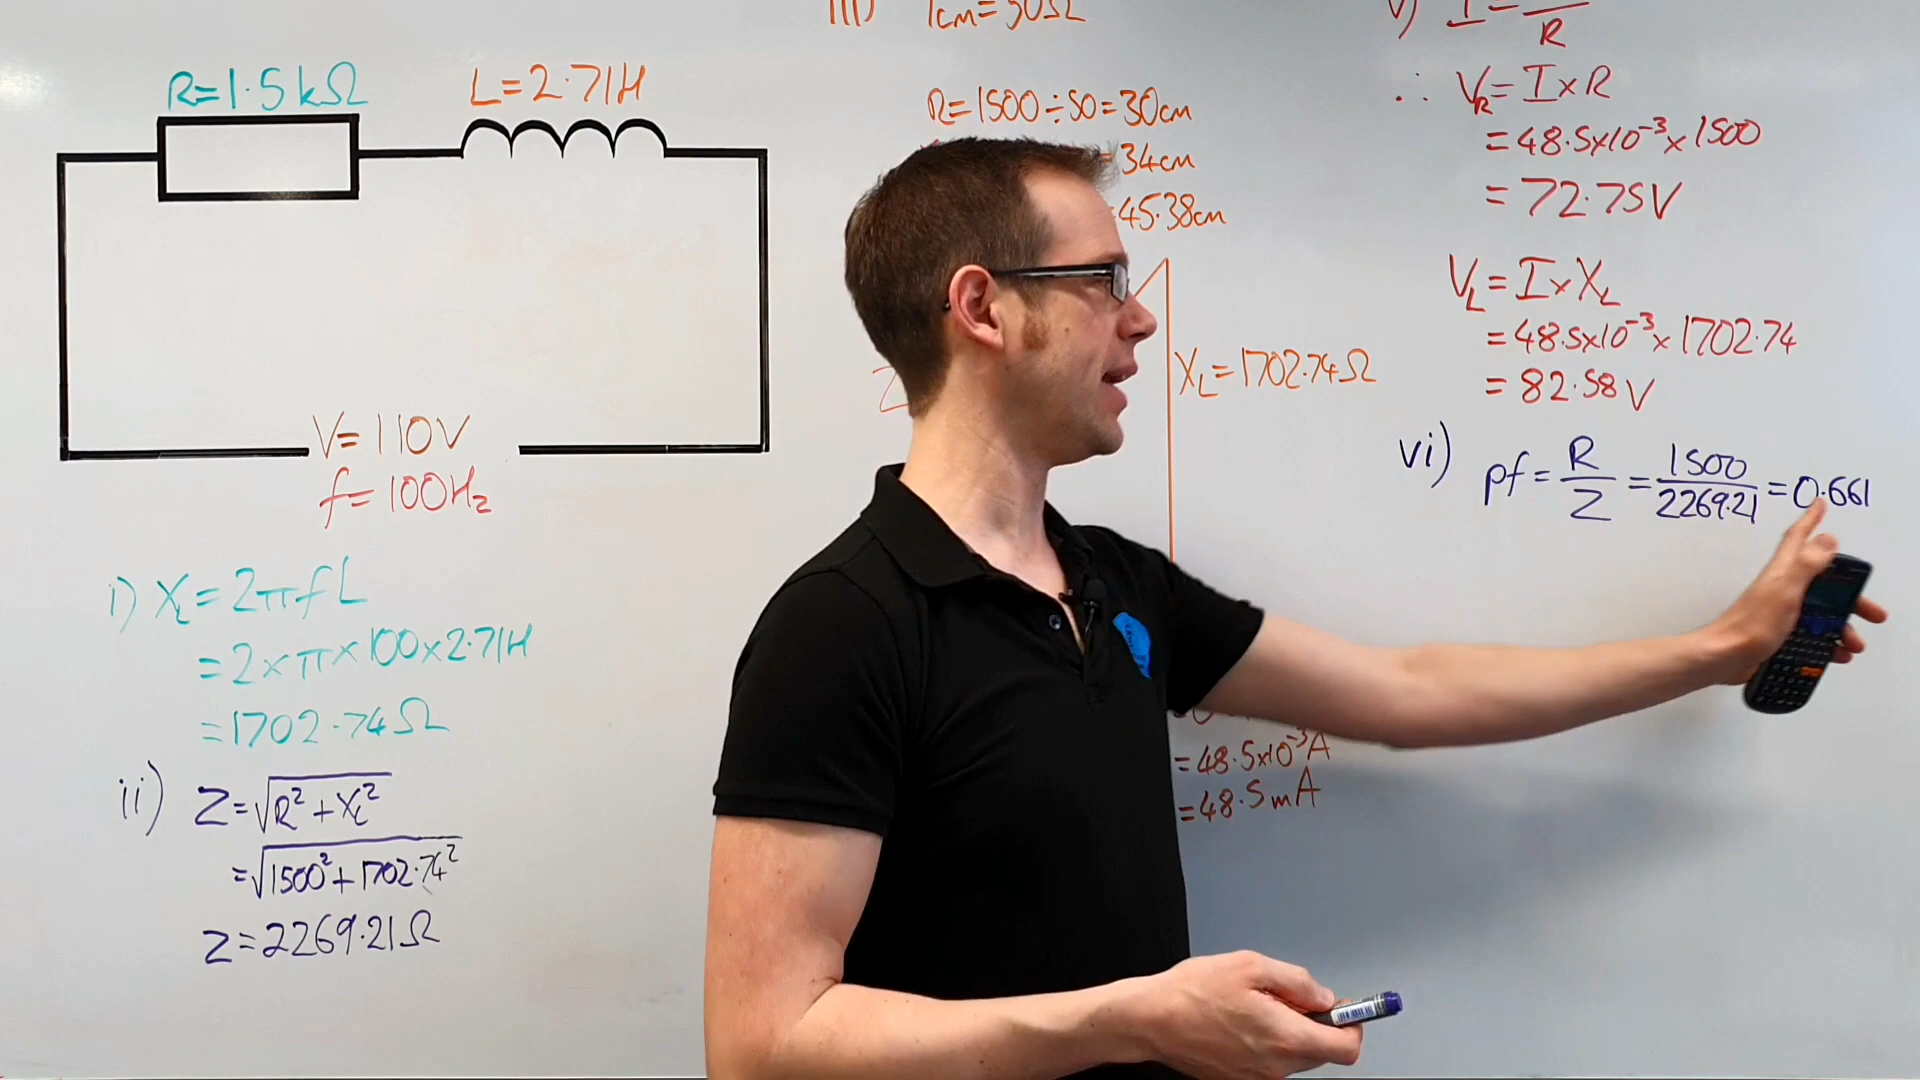 R=1.5kΩ
L=2.71H
V=110V
f=100Hz
i) XL=2πfL
=2×π×100×2.71H
=1702.74Ω
ii) Z=√R²+XL²
=√1500²+1702.74²
Z=2269.21Ω
iii) 1cm=50Ω
R=1500÷50=30cm
=34cm
=45.38cm
Z
XL=1702.74Ω
=48.5×10⁻³A
=48.5mA
v) I=
R
∴ VR=I×R
=48.5×10⁻³×1500
=72.75V
VL=I×XL
=48.5×10⁻³×1702.74
=82.58V
vi) pf=R/Z=1500/2269.21=0.661